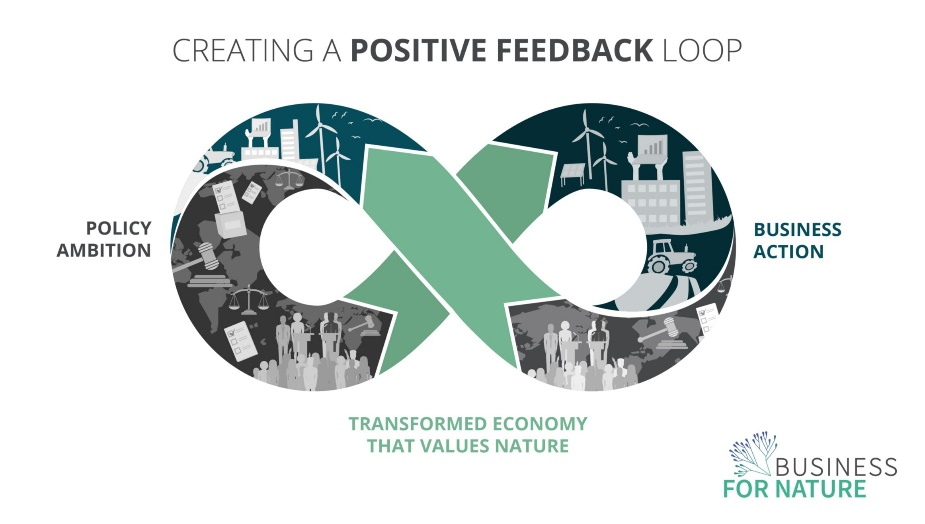 CREATING A POSITIVE FEEDBACK LOOP
POLICY
AMBITION
BUSINESS
ACTION
TRANSFORMED ECONOMY
THAT VALUES NATURE
BUSINESS
FOR NATURE